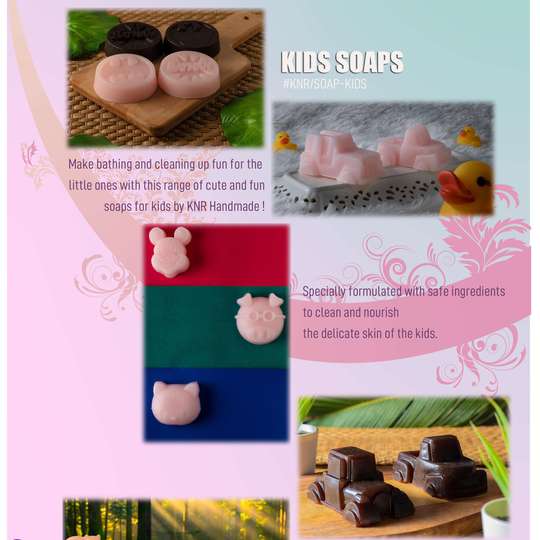 KIDS SOAPS
#KNR/SOAP-KIDS
Make bathing and cleaning up fun for the
little ones with this range of cute and fun
soaps for kids by KNR Handmade !
Specially formulated with safe ingredients
to clean and nourish
the delicate skin of the kids.